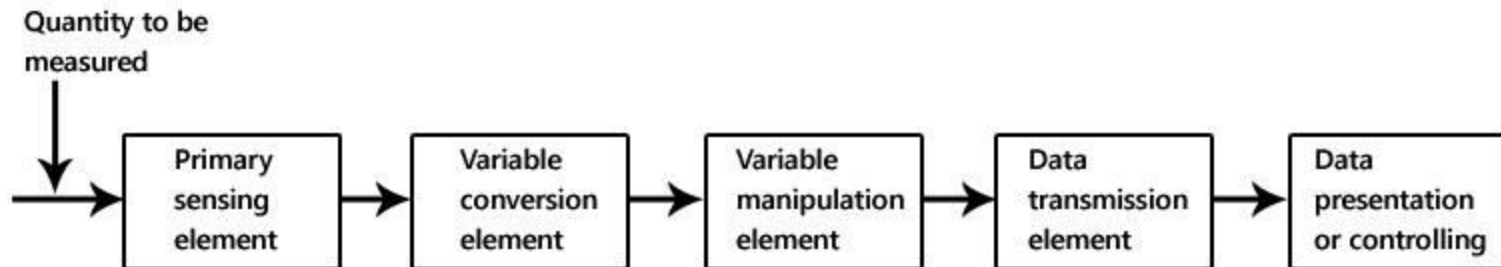 Quantity to be
measured
Primary
sensing
element
Variable
conversion
element
Variable
manipulation
element
Data
transmission
element
Data
presentation
or controlling